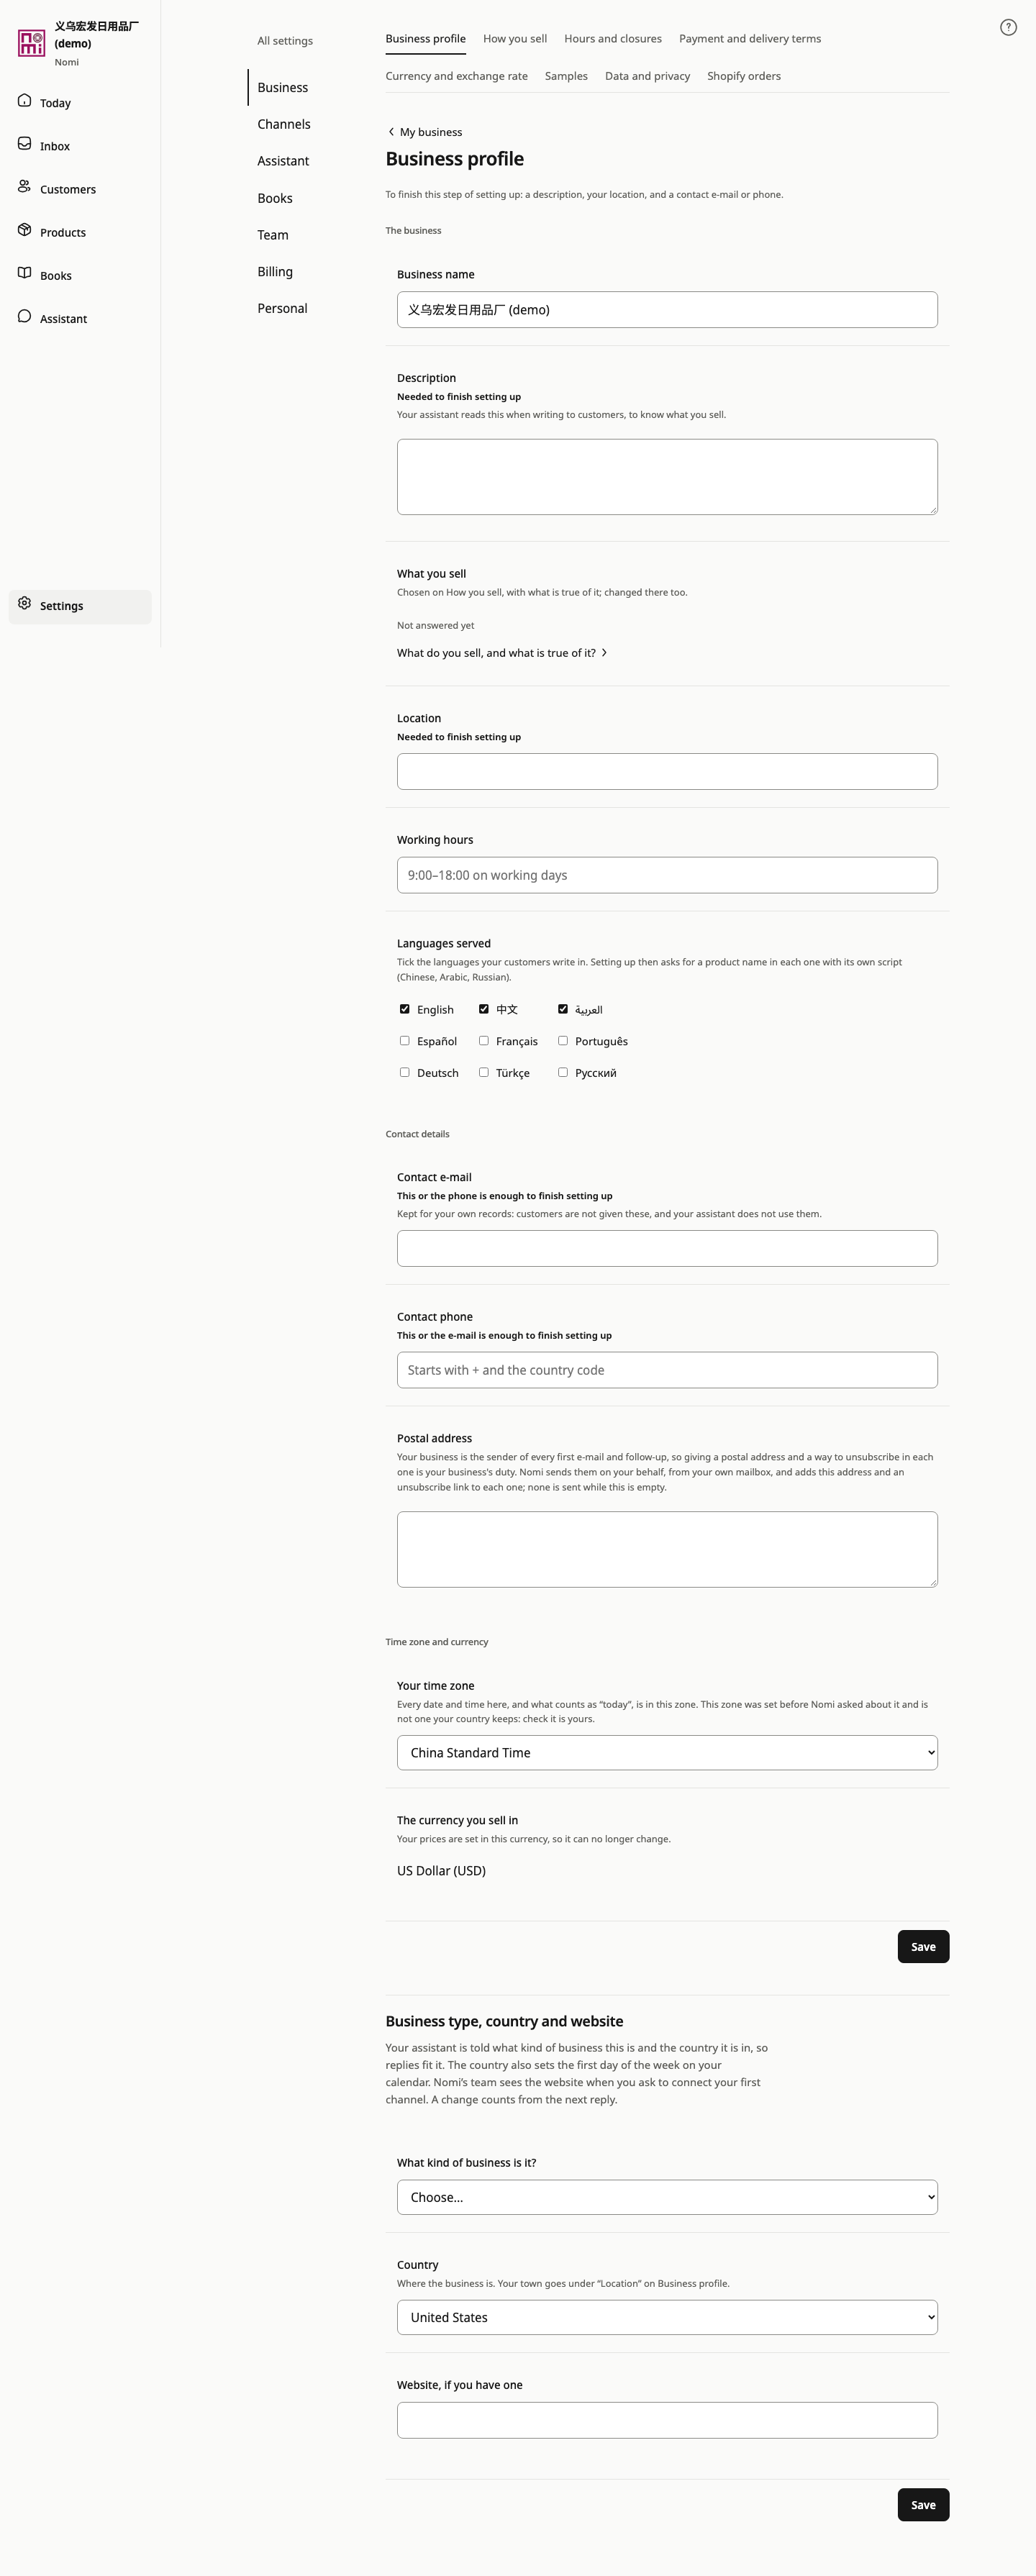 义乌宏发日用品厂
(demo)
Nomi
Today
Inbox
Customers
Products
Books
Assistant
Settings
All settings
Business
Channels
Assistant
Books
Team
Billing
Personal
Business profile
How you sell
Hours and closures
Payment and delivery terms
Currency and exchange rate
Samples
Data and privacy
Shopify orders
My business
Business profile
To finish this step of setting up: a description, your location, and a contact e-mail or phone.
The business
Business name
义乌宏发日用品厂 (demo)
Description
Needed to finish setting up
Your assistant reads this when writing to customers, to know what you sell.
What you sell
Chosen on How you sell, with what is true of it; changed there too.
Not answered yet
What do you sell, and what is true of it?
Location
Needed to finish setting up
Working hours
9:00–18:00 on working days
Languages served
Tick the languages your customers write in. Setting up then asks for a product name in each one with its own script
(Chinese, Arabic, Russian).
English
中文
العربية
Español
Français
Português
Deutsch
Türkçe
Русский
Contact details
Contact e-mail
This or the phone is enough to finish setting up
Kept for your own records: customers are not given these, and your assistant does not use them.
Contact phone
This or the e-mail is enough to finish setting up
Starts with + and the country code
Postal address
Your business is the sender of every first e-mail and follow-up, so giving a postal address and a way to unsubscribe in each
one is your business's duty. Nomi sends them on your behalf, from your own mailbox, and adds this address and an
unsubscribe link to each one; none is sent while this is empty.
Time zone and currency
Your time zone
Every date and time here, and what counts as “today”, is in this zone. This zone was set before Nomi asked about it and is
not one your country keeps: check it is yours.
China Standard Time
The currency you sell in
Your prices are set in this currency, so it can no longer change.
US Dollar (USD)
Save
Business type, country and website
Your assistant is told what kind of business this is and the country it is in, so
replies fit it. The country also sets the first day of the week on your
calendar. Nomi’s team sees the website when you ask to connect your first
channel. A change counts from the next reply.
What kind of business is it?
Choose...
Country
Where the business is. Your town goes under “Location” on Business profile.
United States
Website, if you have one
Save